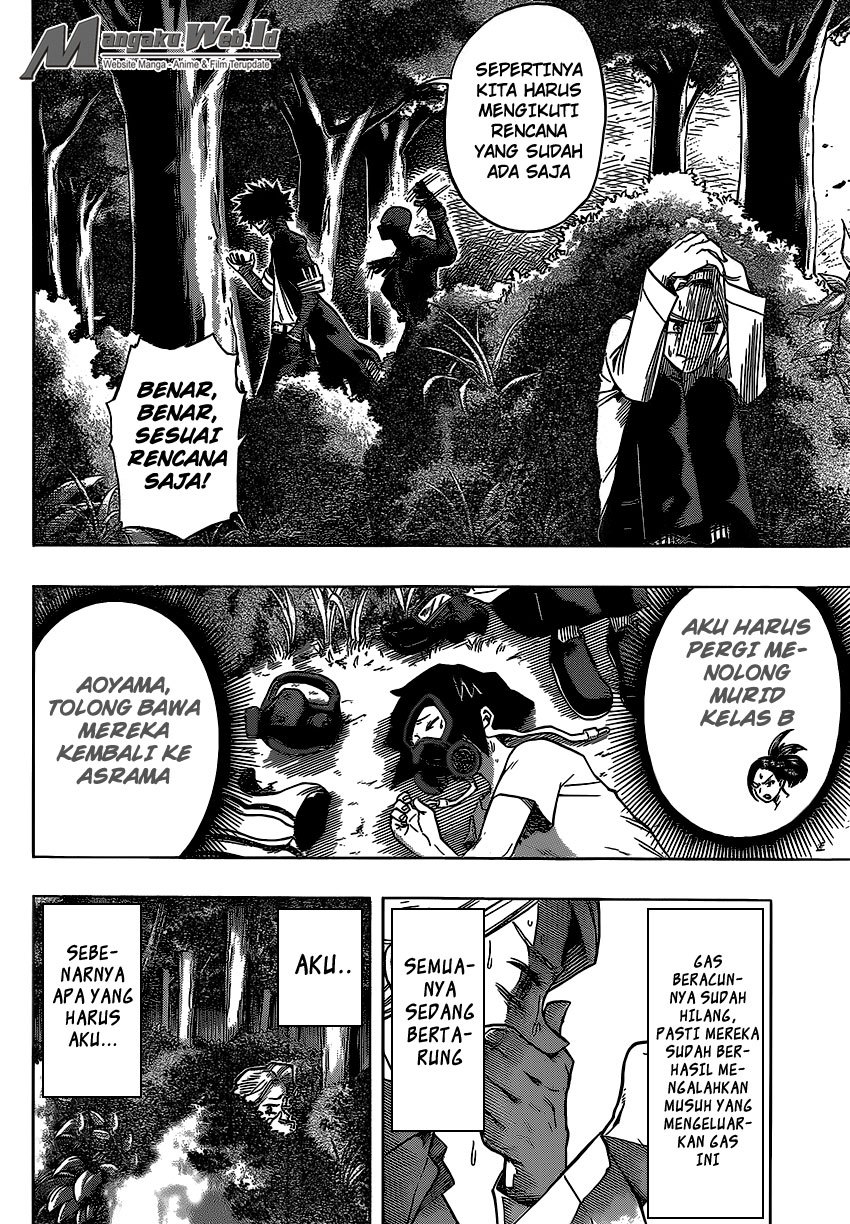 Mangaku.Web.Id
Website Manga - Anime & Film Terupdate
SEPERTINYA
KITA HARUS
MENGIKUTI
RENCANA
YANG SUDAH
ADA SAJA
BENAR,
BENAR,
SESUAI
RENCANA
SAJA!
AKU HARUS
PERGI ME-
NOLONG
MURID
KELAS B
AOYAMA,
TOLONG BAWA
MEREKA
KEMBALI KE
ASRAMA
GAS
BERACUN-
NYA SUDAH
HILANG,
PASTI MEREKA
SUDAH BER-
HASIL ME-
NGALAHKAN
MUSUH YANG
MENGELUAR-
KAN GAS
INI
SEMUA-
NYA
SEDANG
BERTA-
RUNG
AKU..
SEBE-
NARNYA
APA YANG
HARUS
AKU...